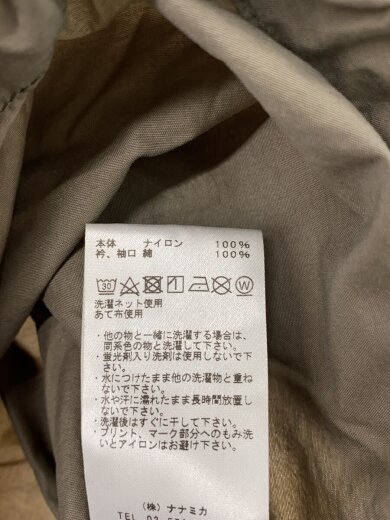 本体 ナイロン 100%
衿、袖口 綿 100%
30 W
洗濯ネット使用
あて布使用
・他の物と一緒に洗濯する場合は、
同系色の物と洗濯して下さい。
・蛍光剤入り洗剤は使用しないで下
さい。
・水につけたまま他の洗濯物と重ね
ないで下さい。
・水や汗に濡れたまま長時間放置し
ないで下さい。
・洗濯後はすぐに干して下さい。
・プリント、マーク部分へのもみ洗
いとアイロンはお避け下さい。
(株) ナナミカ
TEL 03